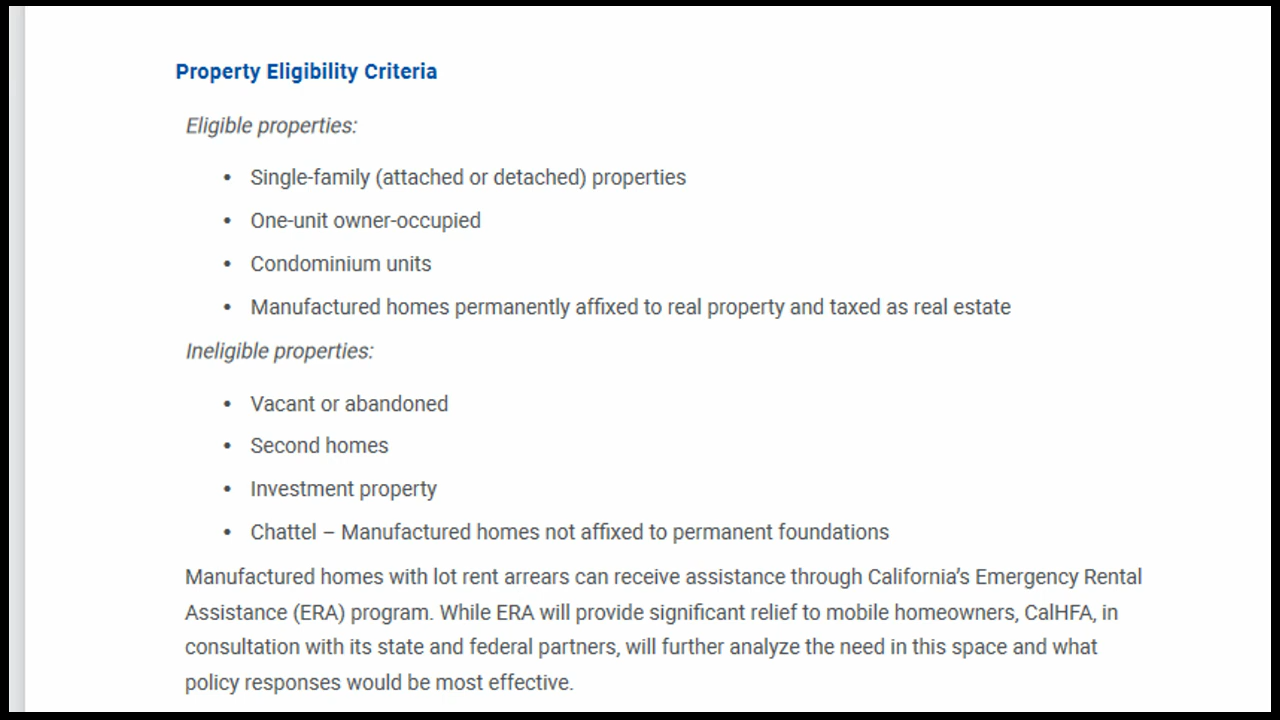 Property Eligibility Criteria
Eligible properties:
• Single-family (attached or detached) properties
• One-unit owner-occupied
• Condominium units
• Manufactured homes permanently affixed to real property and taxed as real estate
Ineligible properties:
• Vacant or abandoned
• Second homes
• Investment property
• Chattel – Manufactured homes not affixed to permanent foundations
Manufactured homes with lot rent arrears can receive assistance through California’s Emergency Rental
Assistance (ERA) program. While ERA will provide significant relief to mobile homeowners, CalHFA, in
consultation with its state and federal partners, will further analyze the need in this space and what
policy responses would be most effective.